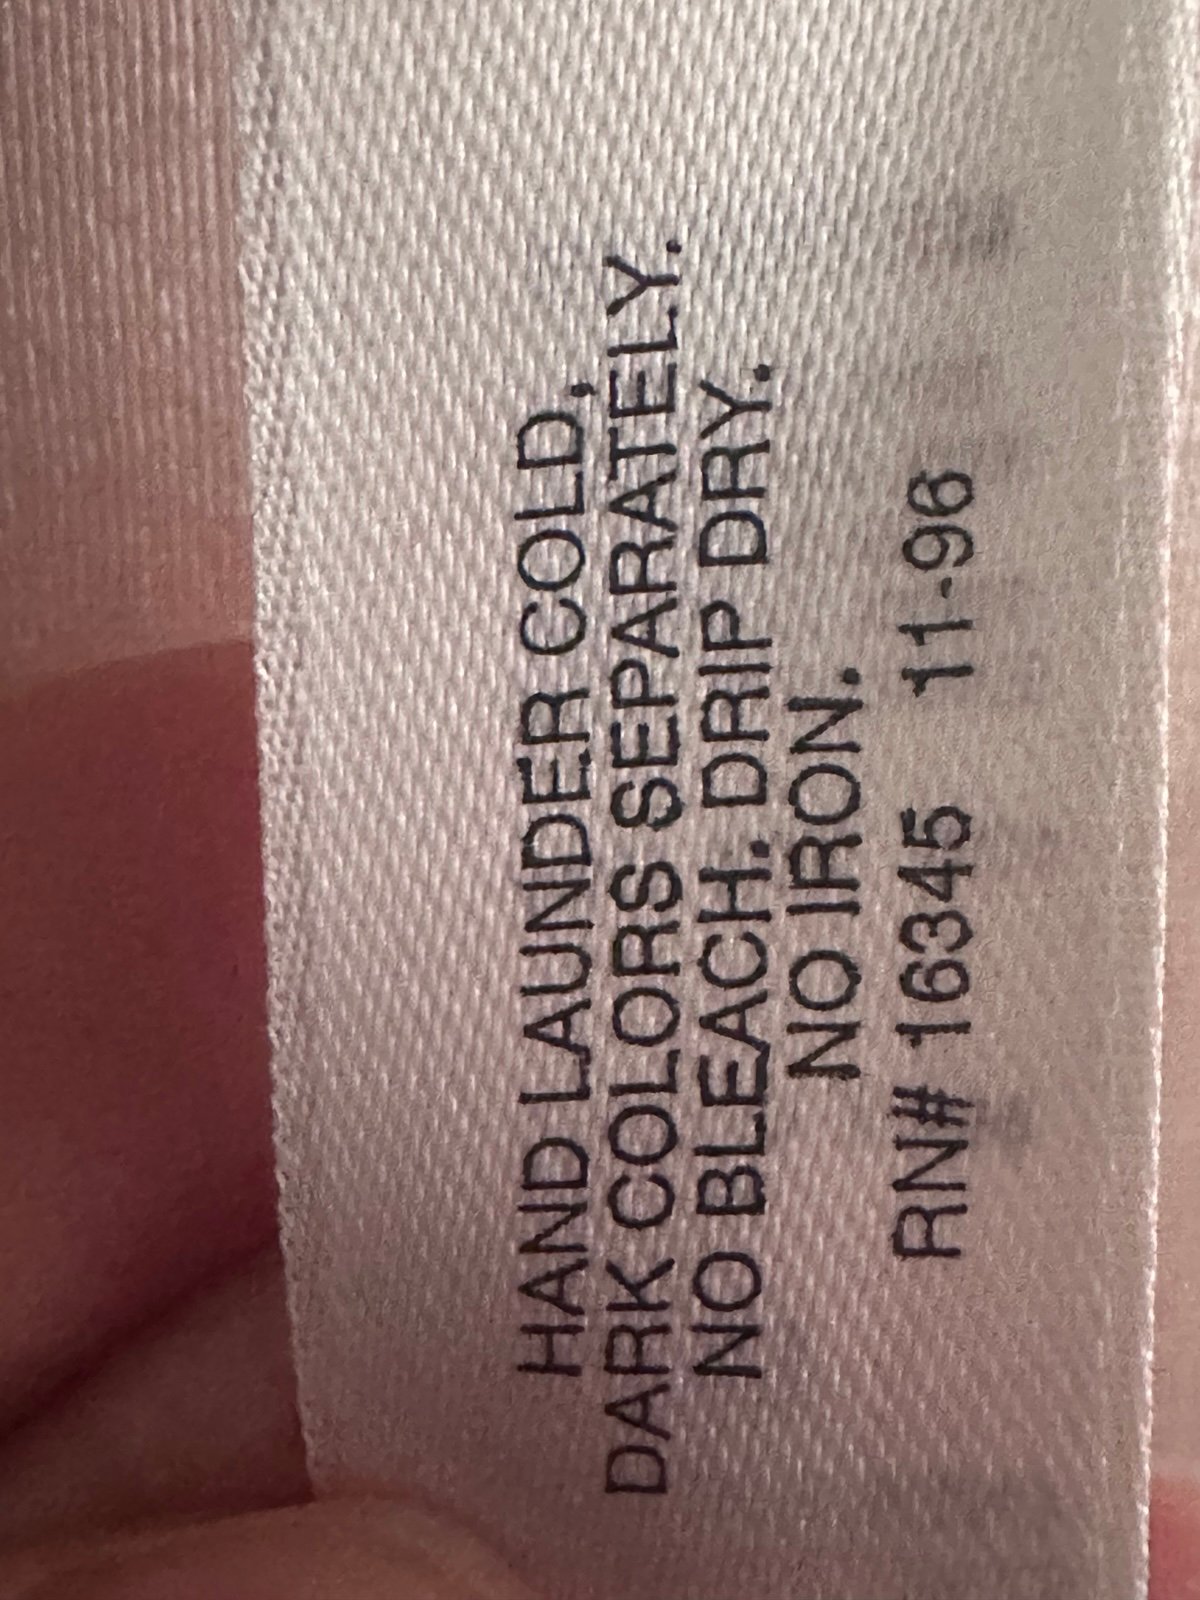 HAND LAUNDER COLD,
DARK COLORS SEPARATELY.
NO BLEACH. DRIP DRY.
NO IRON.
RN# 16345 11-96